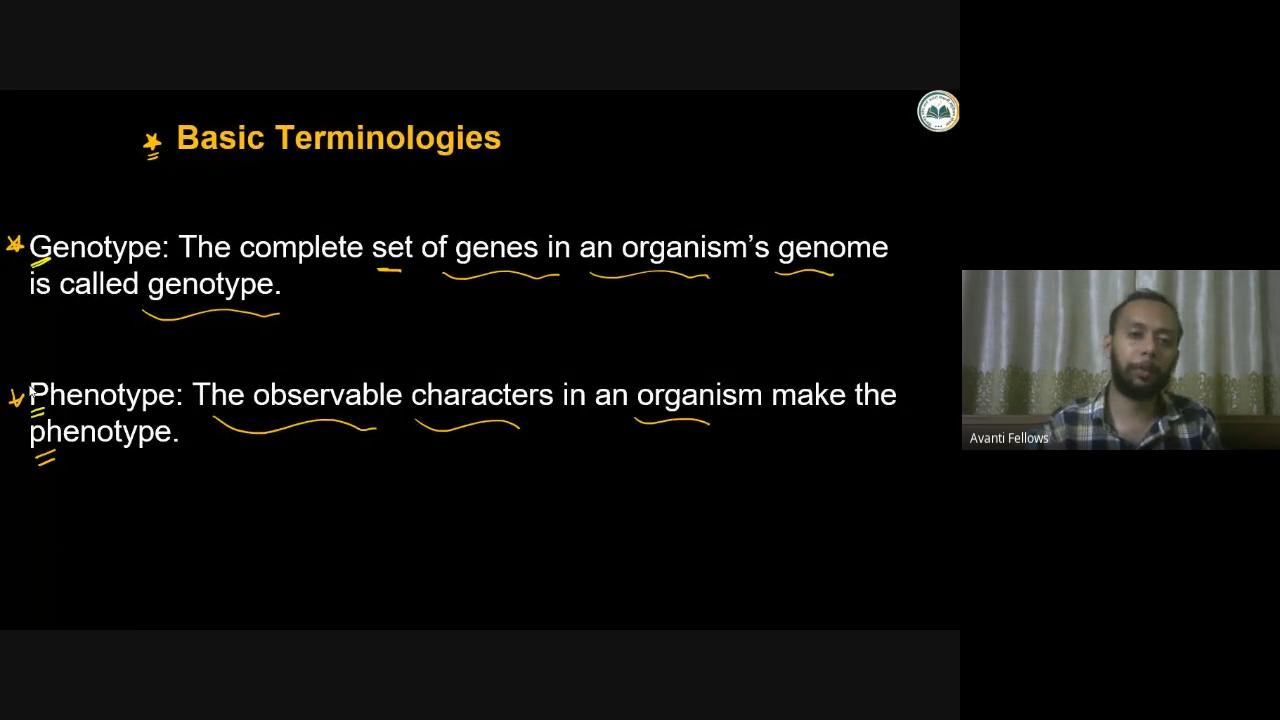 Basic Terminologies
Genotype: The complete set of genes in an organism’s genome
is called genotype.
Phenotype: The observable characters in an organism make the
phenotype.
Avanti Fellows